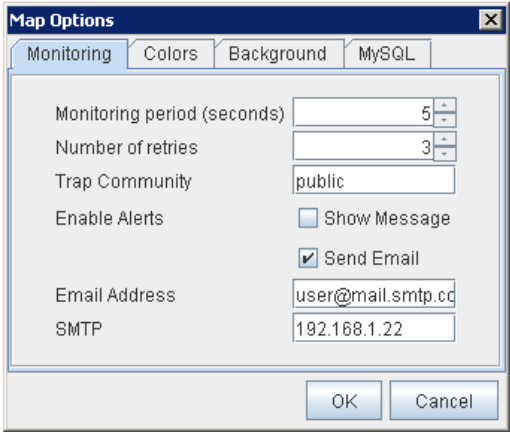 Map Options
Monitoring Colors Background MySQL
Monitoring period (seconds) 5
Number of retries 3
Trap Community public
Enable Alerts Show Message
Send Email
Email Address user@mail.smtp.co
SMTP 192.168.1.22
OK Cancel